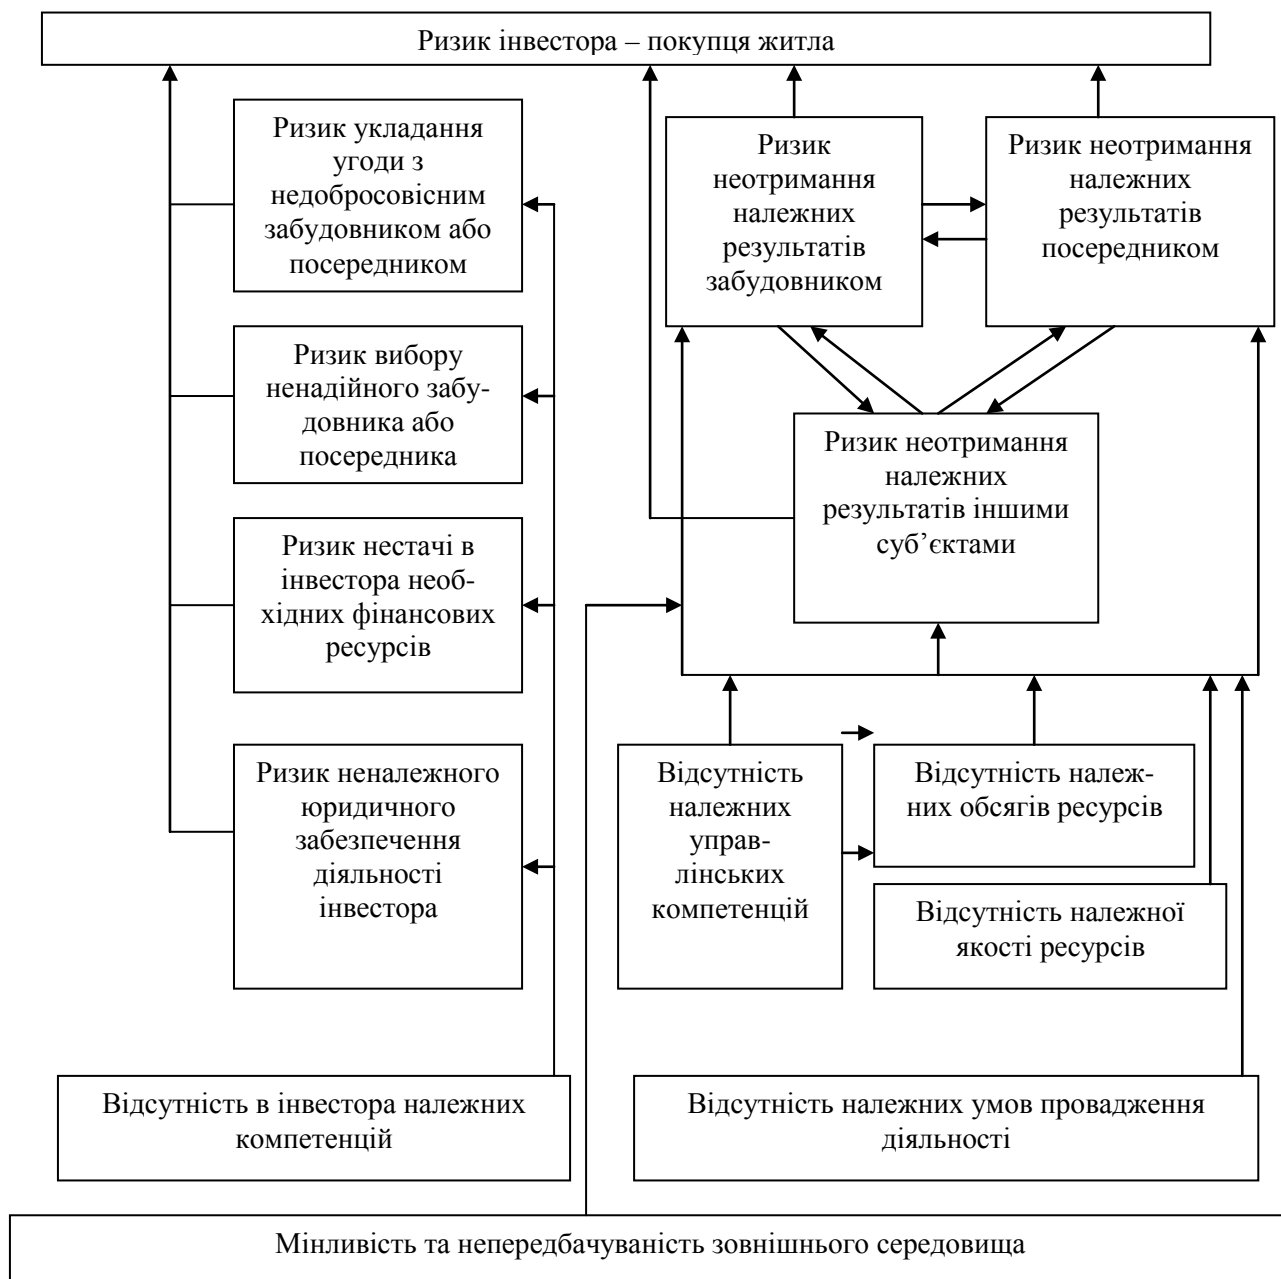 Ризик інвестора – покупця житла
Ризик укладання
угоди з
недобросовісним
забудовником або
посередником
Ризик
неотримання
належних
результатів
забудовником
Ризик неотримання
належних
результатів
посередником
Ризик вибору
ненадійного забу-
довника або
посередника
Ризик неотримання
належних
результатів іншими
суб’єктами
Ризик нестачі в
інвестора необ-
хідних фінансових
ресурсів
Ризик неналежного
юридичного
забезпечення
діяльності
інвестора
Відсутність
належних
управ-
лінських
компетенцій
Відсутність належ-
них обсягів ресурсів
Відсутність належної
якості ресурсів
Відсутність в інвестора належних
компетенцій
Відсутність належних умов провадження
діяльності
Мінливість та непередбачуваність зовнішнього середовища